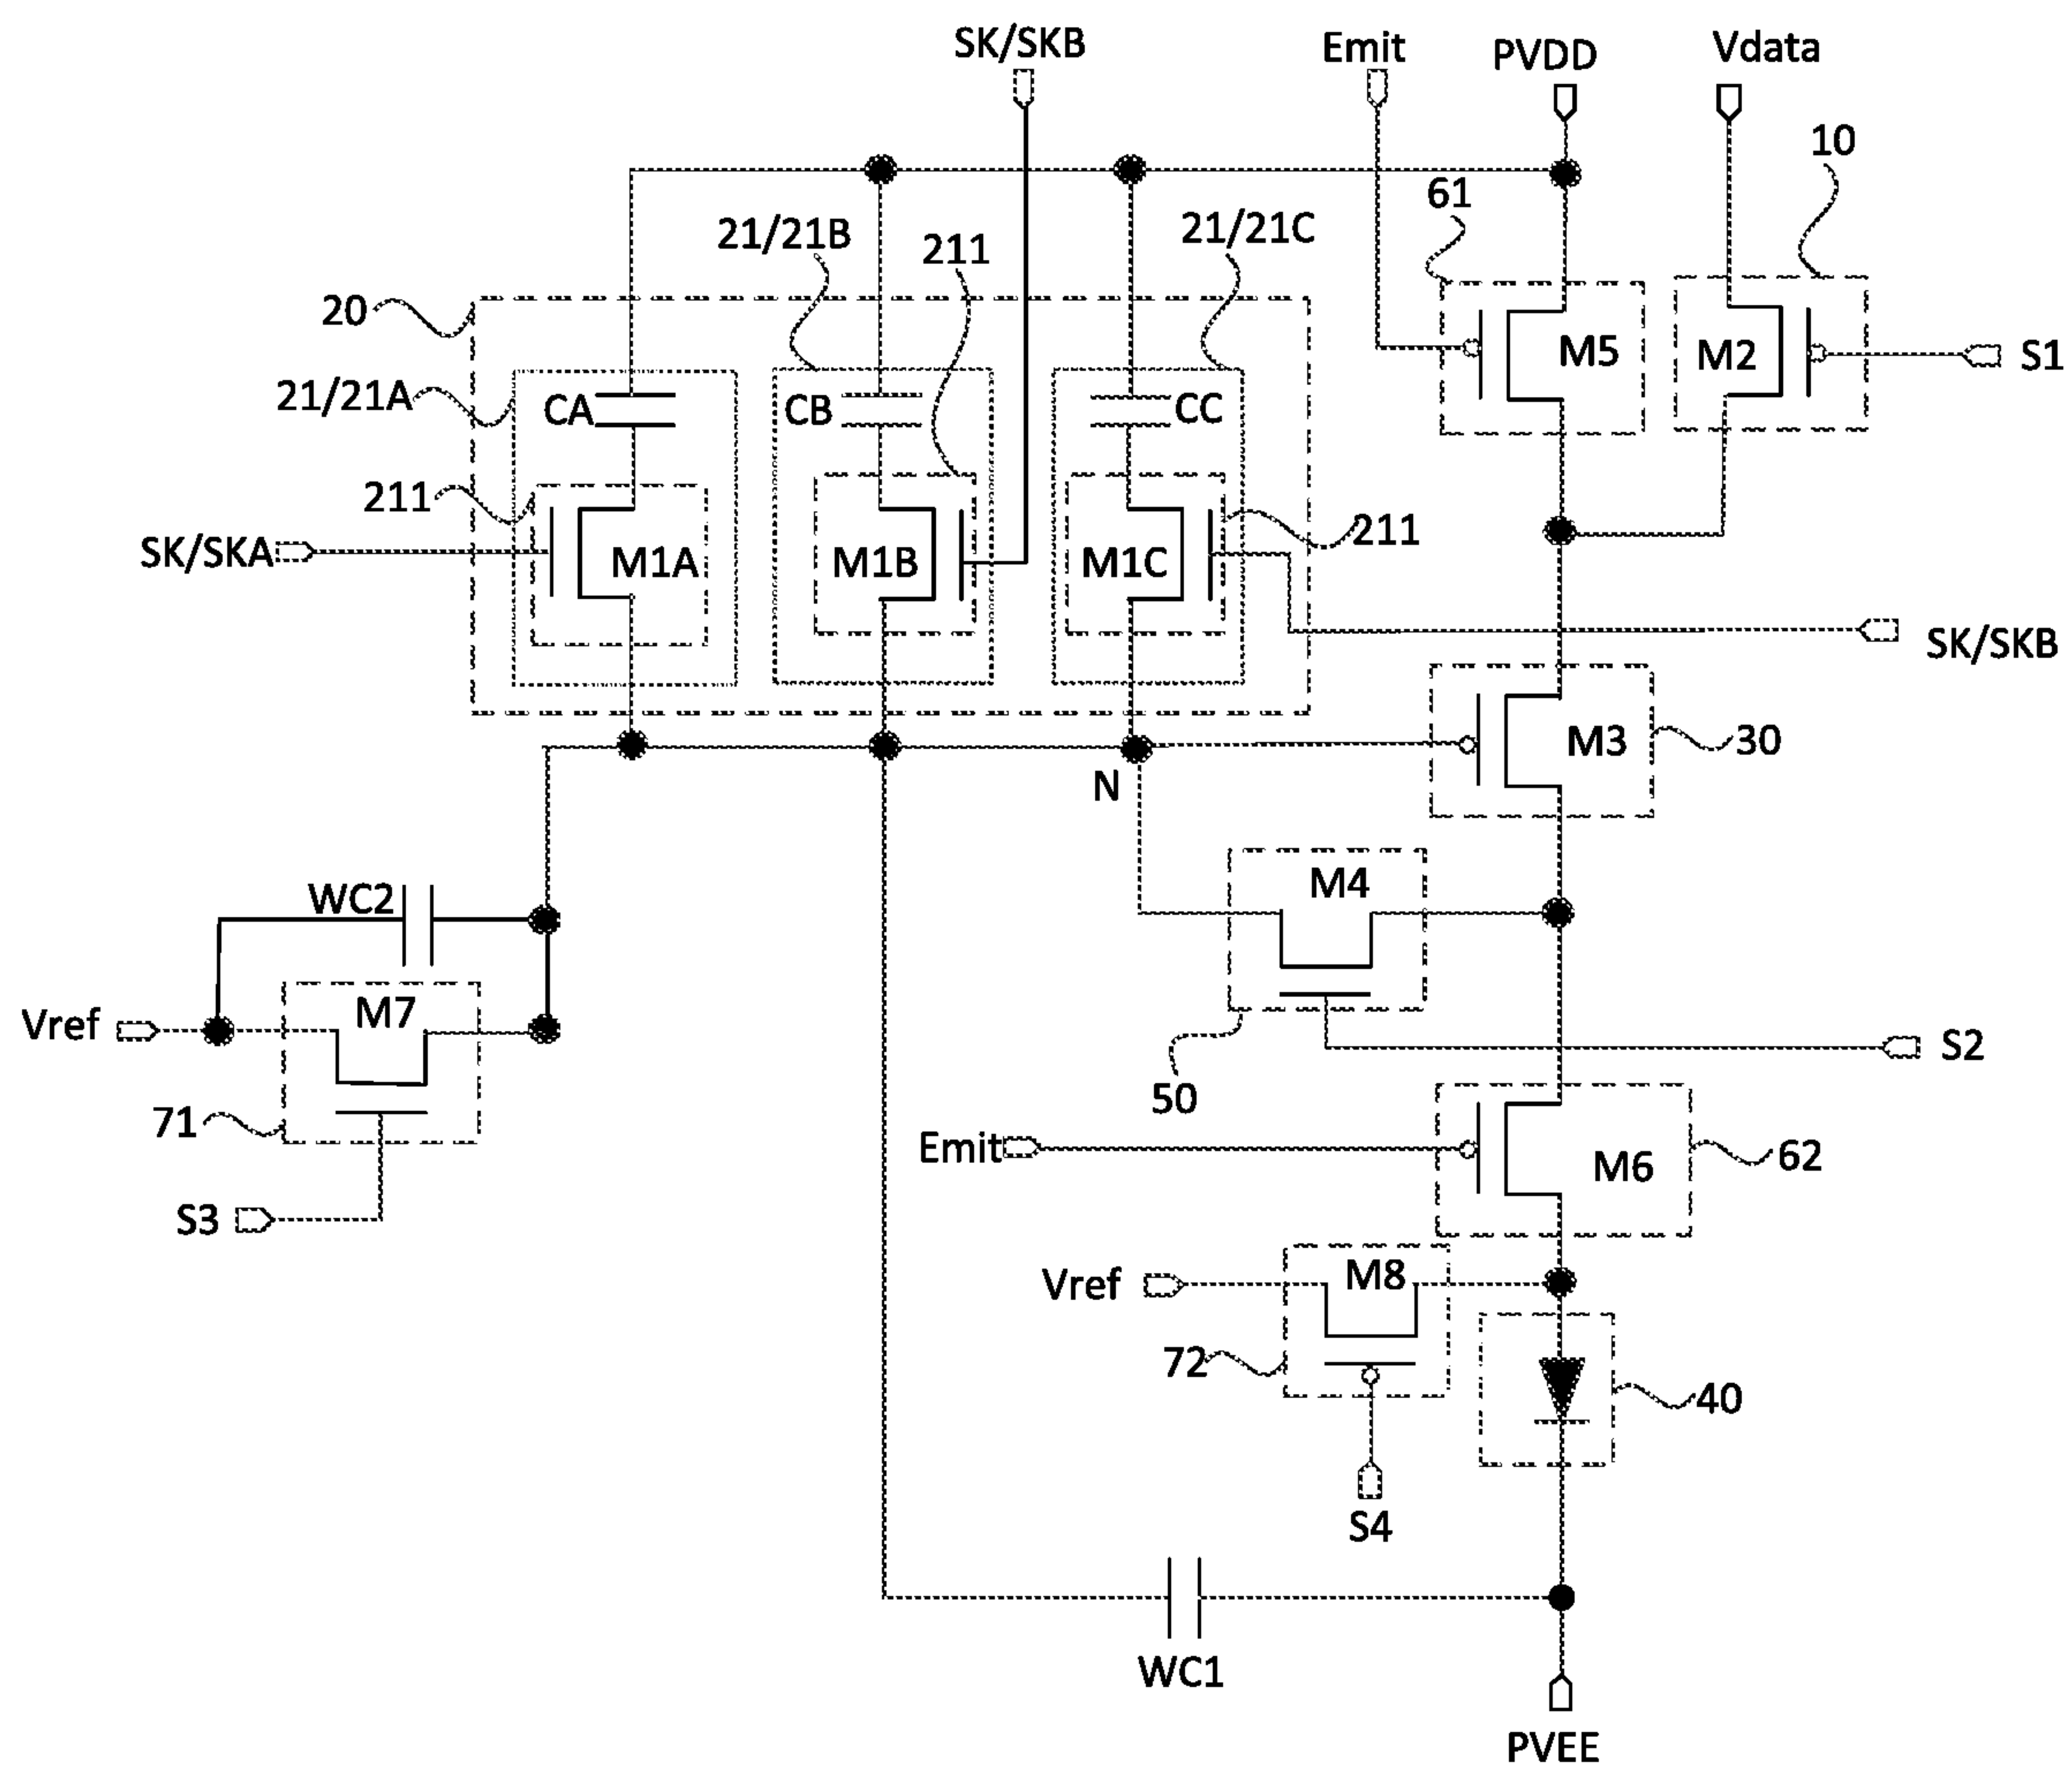 SK/SKB
Emit
PVDD
Vdata
10
61
21/21B
211
21/21C
20
21/21A
CA
CB
CC
M5
M2
S1
211
211
SK/SKA
M1A
M1B
M1C
SK/SKB
M3
30
N
WC2
M4
Vref
M7
S2
50
71
Emit
M6
62
S3
Vref
M8
72
40
S4
WC1
PVEE